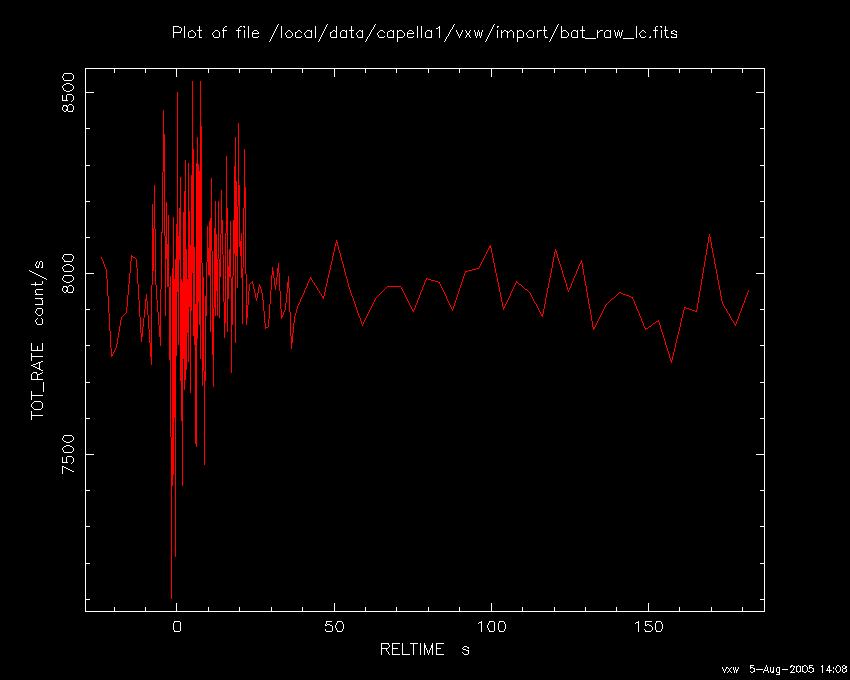 Plot of file /local/data/capella1/vxw/import/bat_raw_lc.fits
8500
8000
7500
TOT_RATE count/s
0 50 100 150
RELTIME s
vxw 5-Aug-2005 14:08